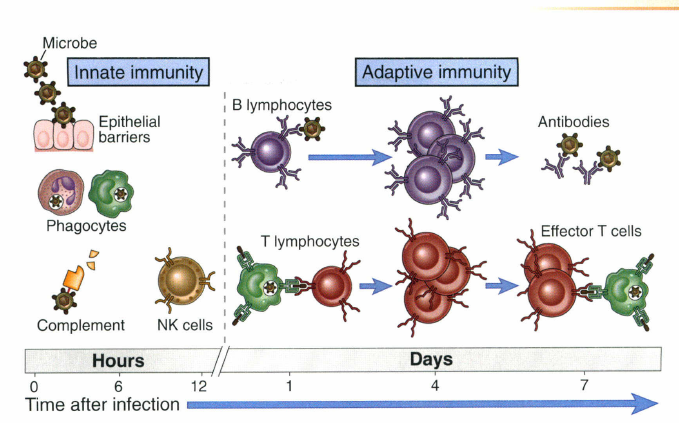 Microbe
Innate immunity
Adaptive immunity
Epithelial
barriers
B lymphocytes
Antibodies
Phagocytes
T lymphocytes
Effector T cells
Complement
NK cells
Hours
Days
0 6 12 1 4 7
Time after infection